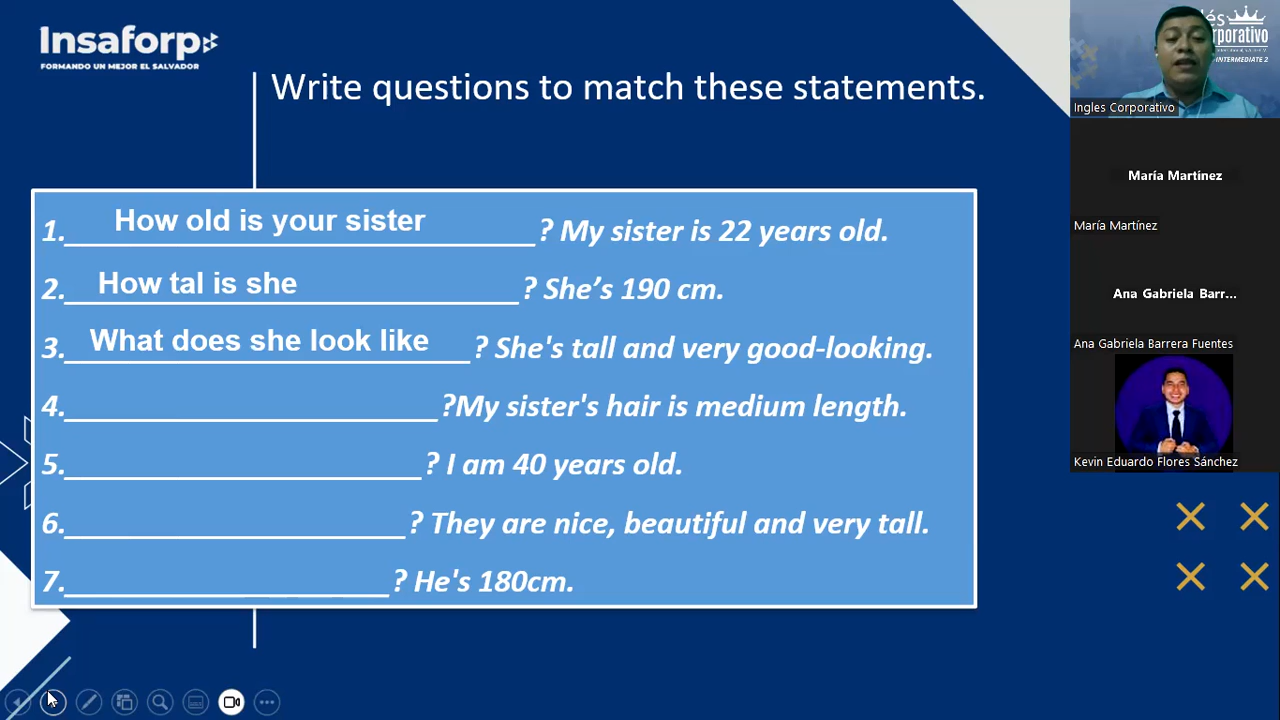 Insaforp
FORMANDO UN MEJOR EL SALVADOR
Write questions to match these statements.
1. How old is your sister ? My sister is 22 years old.
2. How tal is she ? She’s 190 cm.
3. What does she look like ? She's tall and very good-looking.
4. ?My sister's hair is medium length.
5. ? I am 40 years old.
6. ? They are nice, beautiful and very tall.
7. ? He's 180cm.
INTERMEDIATE 2
Ingles Corporativo
María Martínez
María Martínez
Ana Gabriela Barr...
Ana Gabriela Barrera Fuentes
Kevin Eduardo Flores Sánchez